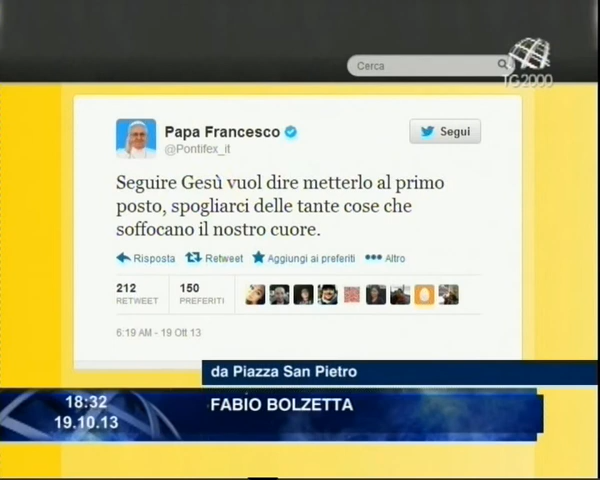 Cerca
TG2000
Papa Francesco
@Pontifex_it
Segui
Seguire Gesù vuol dire metterlo al primo
posto, spogliarci delle tante cose che
soffocano il nostro cuore.
Risposta Retweet Aggiungi ai preferiti Altro
212 150
RETWEET PREFERITI
6:19 AM - 19 Ott 13
da Piazza San Pietro
18:32
19.10.13
FABIO BOLZETTA